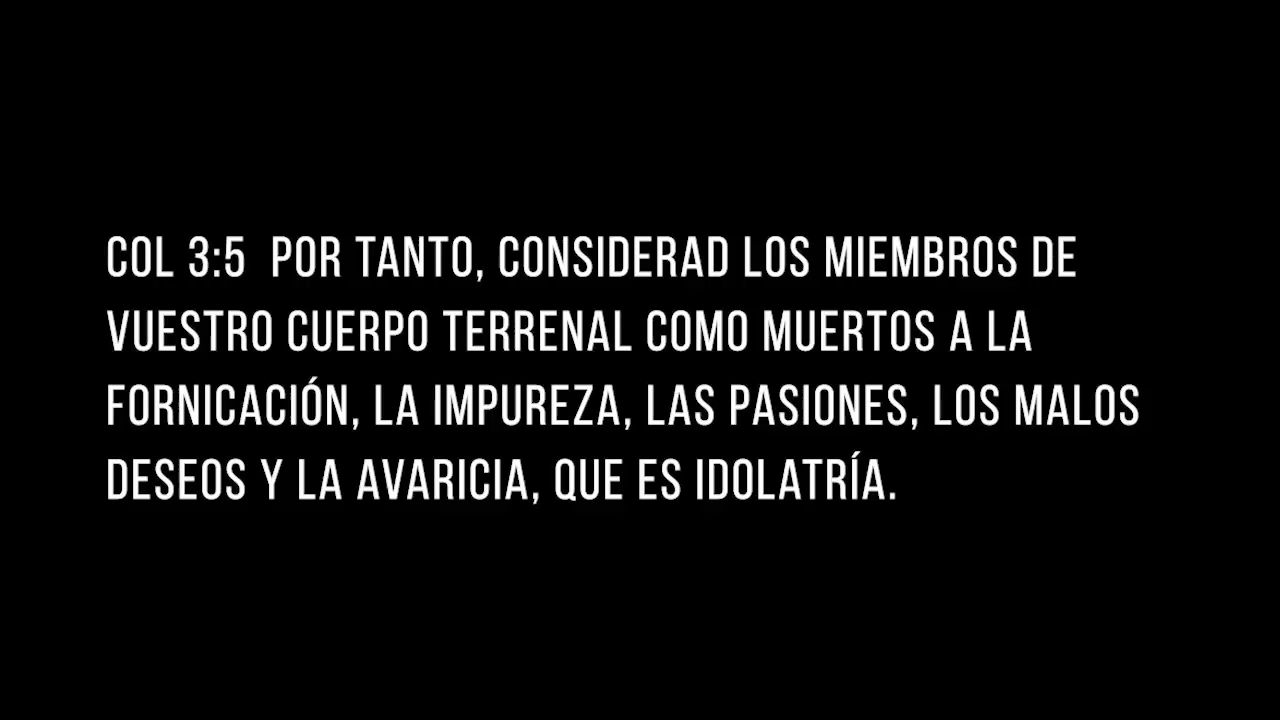 COL 3:5  POR TANTO, CONSIDERAD LOS MIEMBROS DE
VUESTRO CUERPO TERRENAL COMO MUERTOS A LA
FORNICACIÓN, LA IMPUREZA, LAS PASIONES, LOS MALOS
DESEOS Y LA AVARICIA, QUE ES IDOLATRÍA.